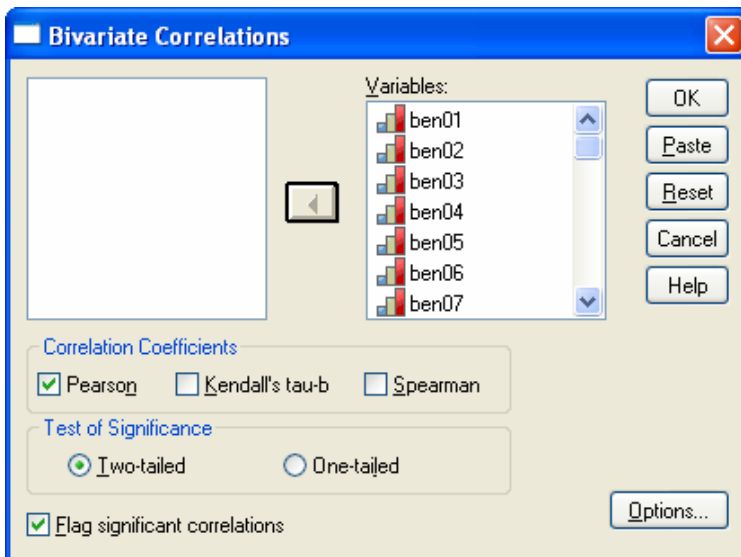 Bivariate Correlations
Variables:
ben01
ben02
ben03
ben04
ben05
ben06
ben07
OK
Paste
Reset
Cancel
Help
Correlation Coefficients
Pearson
Kendall's tau-b
Spearman
Test of Significance
Two-tailed
One-tailed
Flag significant correlations
Options...